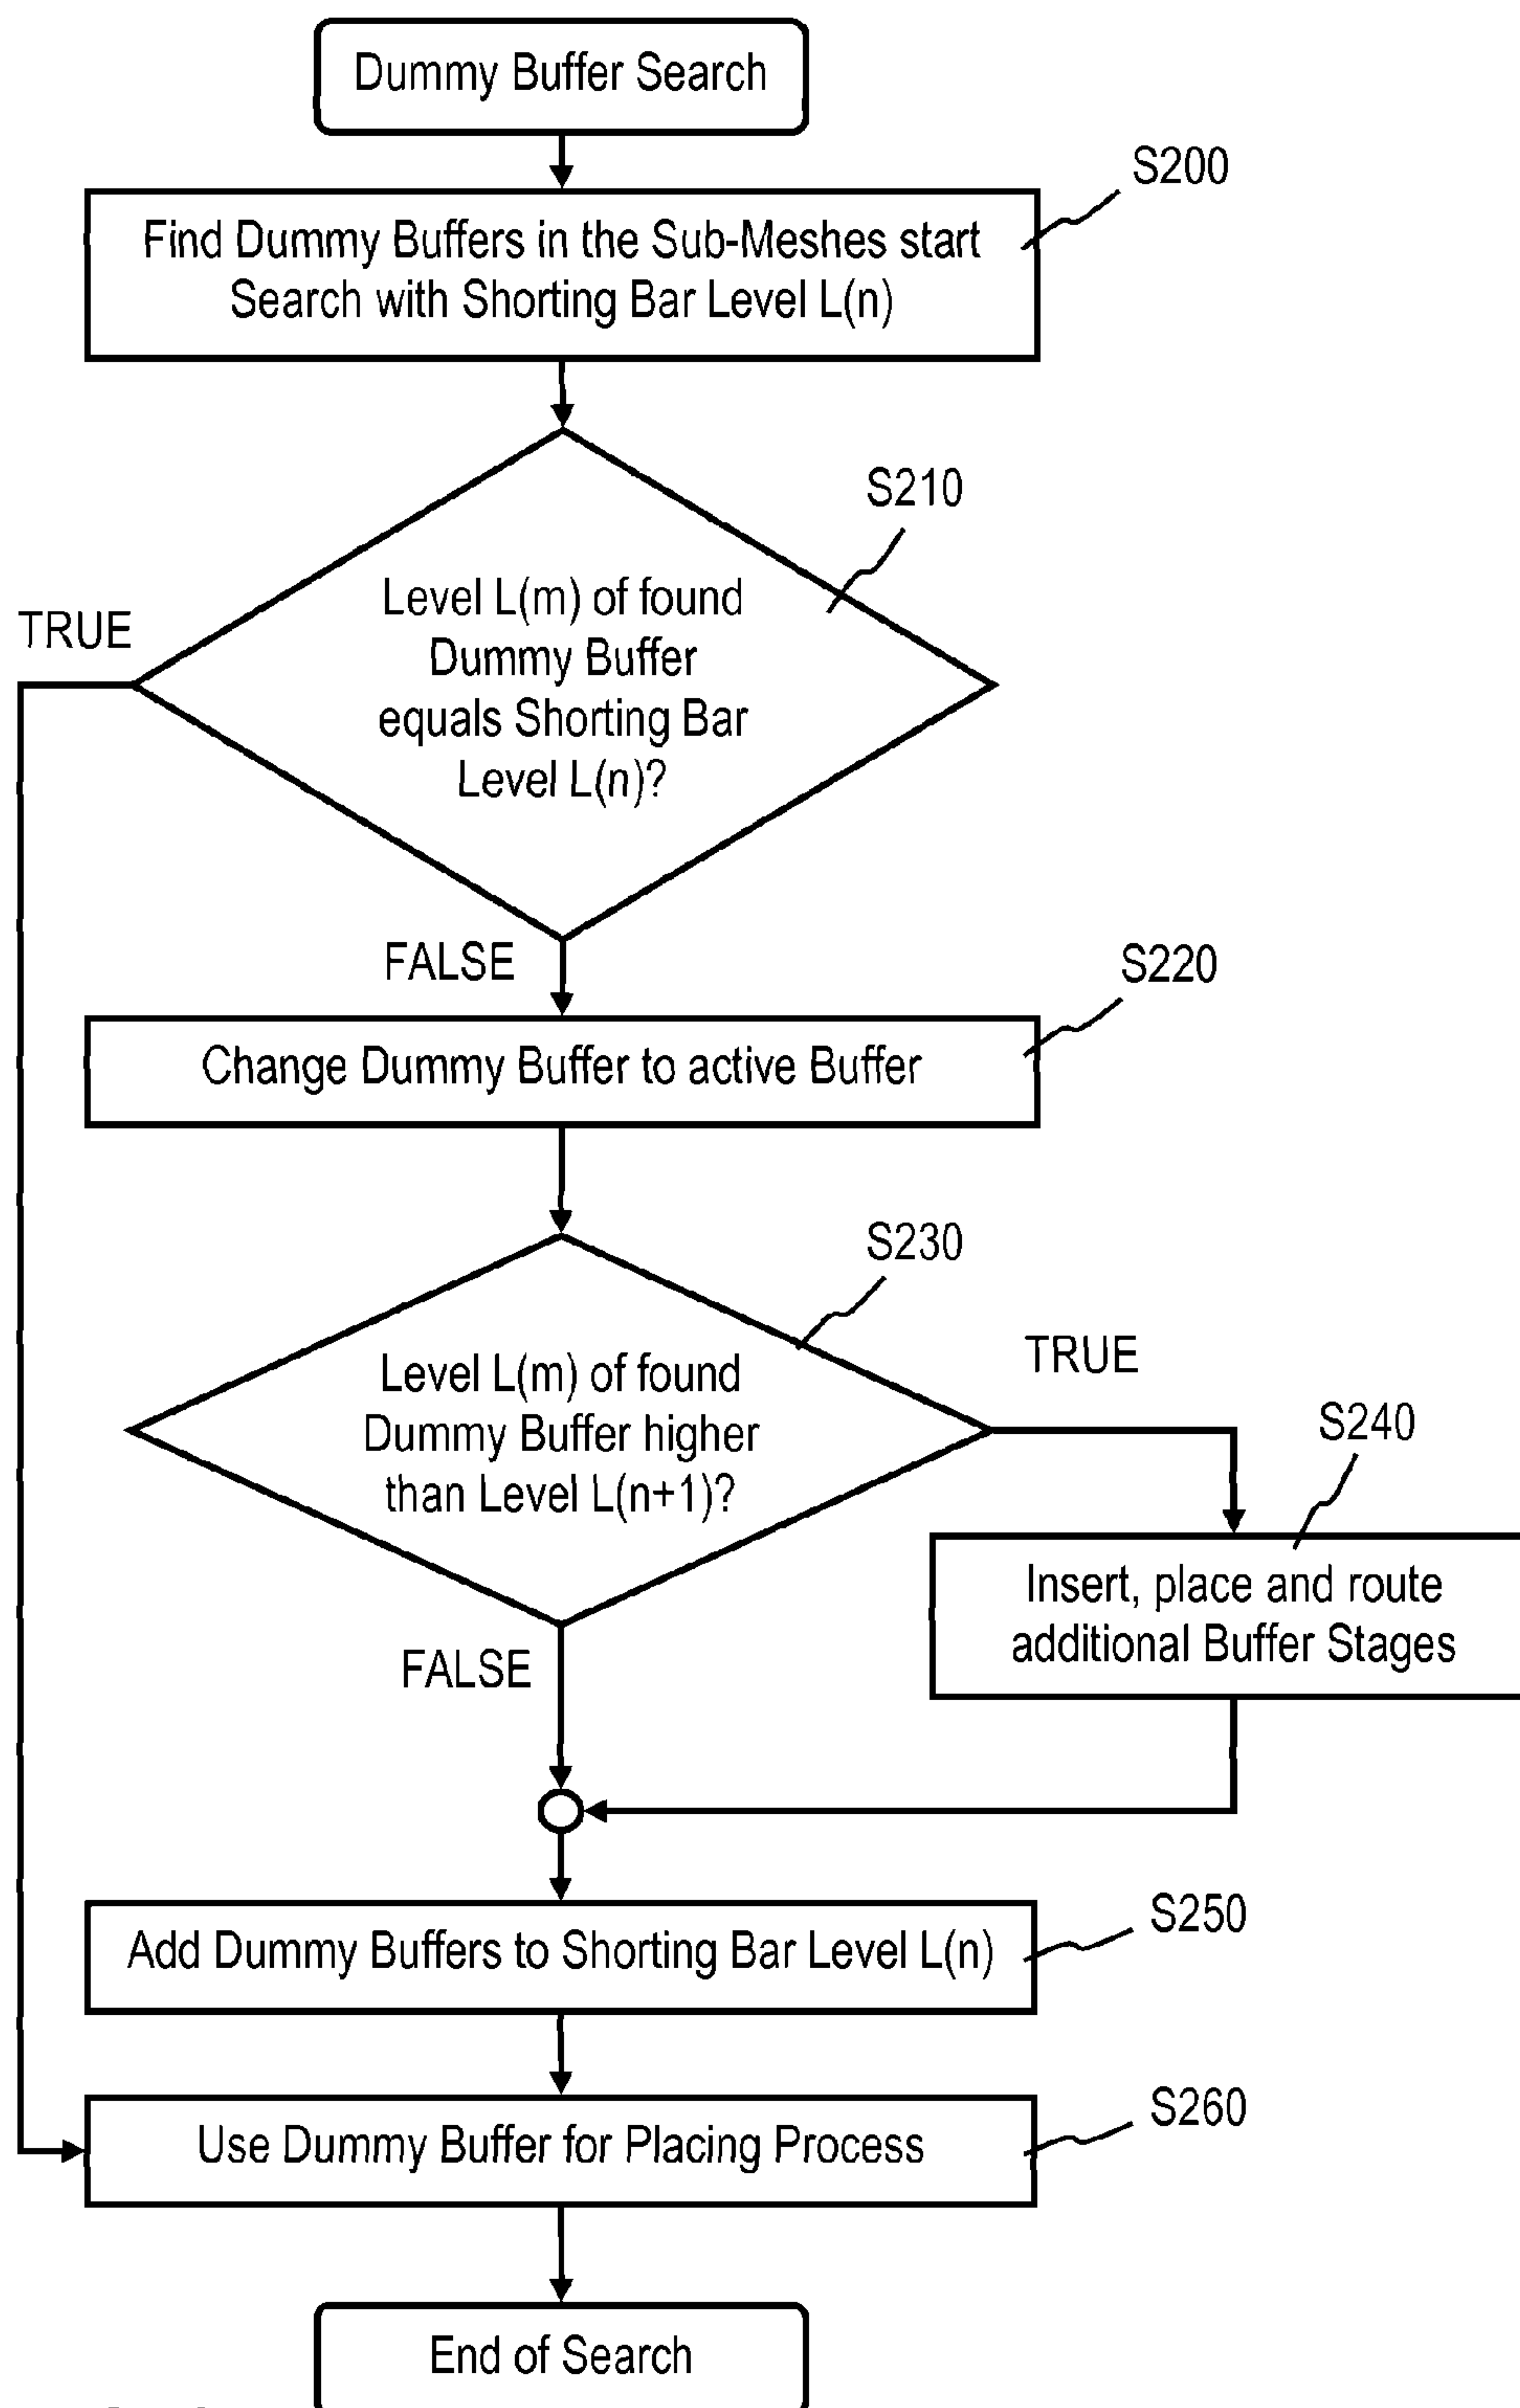 Dummy Buffer Search
S200
Find Dummy Buffers in the Sub-Meshes start
Search with Shorting Bar Level L(n)
S210
Level L(m) of found
Dummy Buffer
equals Shorting Bar
Level L(n)?
TRUE
FALSE
S220
Change Dummy Buffer to active Buffer
S230
Level L(m) of found
Dummy Buffer higher
than Level L(n+1)?
TRUE
S240
Insert, place and route
additional Buffer Stages
FALSE
S250
Add Dummy Buffers to Shorting Bar Level L(n)
S260
Use Dummy Buffer for Placing Process
End of Search